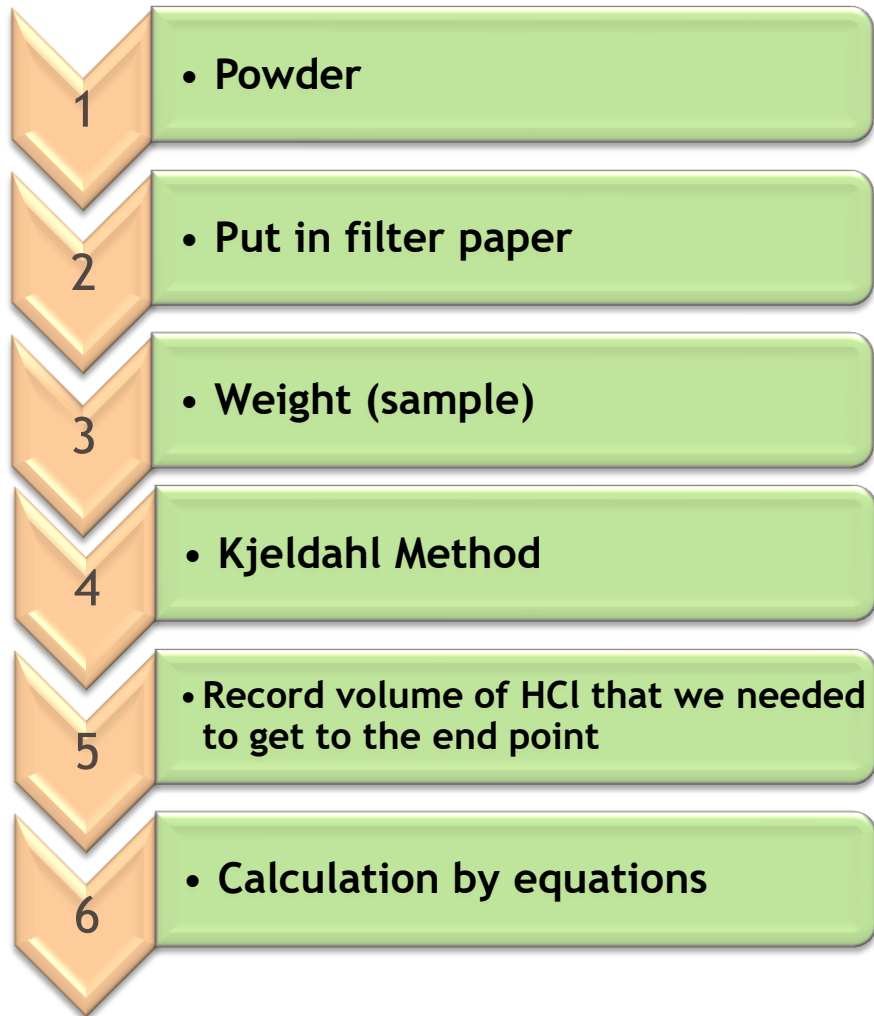 1
• Powder
2
• Put in filter paper
3
• Weight (sample)
4
• Kjeldahl Method
5
• Record volume of HCl that we needed
to get to the end point
6
• Calculation by equations